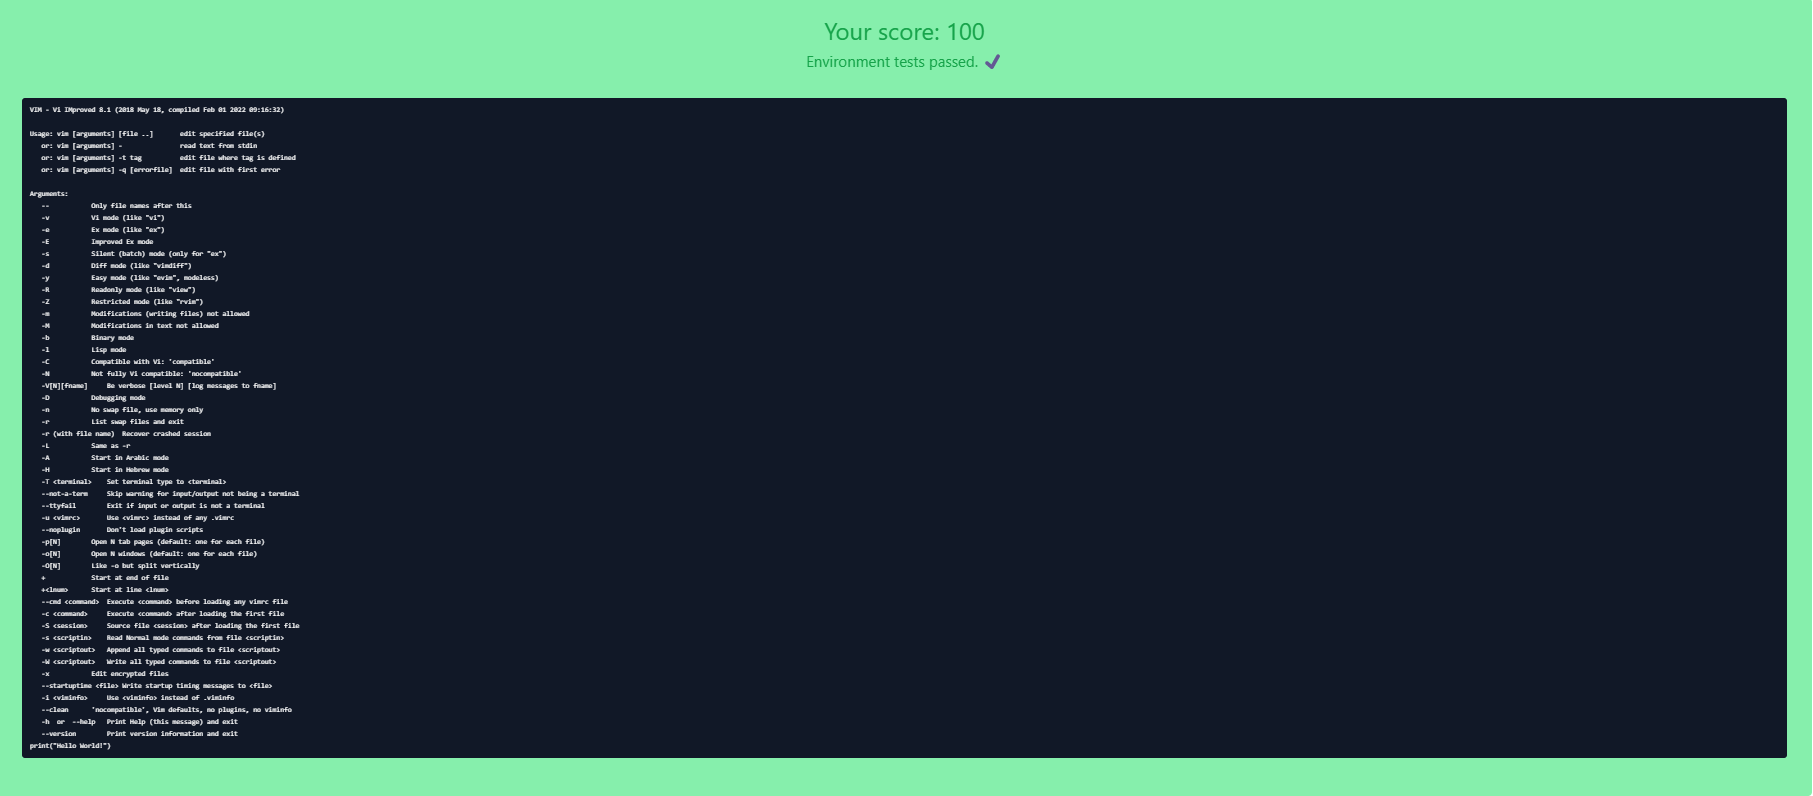 Your score: 100
Environment tests passed. ✔
VIM - Vi IMproved 8.1 (2018 May 18, compiled Feb 01 2022 09:16:32)
Usage: vim [arguments] [file ..]       edit specified file(s)
   or: vim [arguments] -               read text from stdin
   or: vim [arguments] -t tag          edit file where tag is defined
   or: vim [arguments] -q [errorfile]  edit file with first error
Arguments:
   --           Only file names after this
   -v           Vi mode (like "vi")
   -e           Ex mode (like "ex")
   -E           Improved Ex mode
   -s           Silent (batch) mode (only for "ex")
   -d           Diff mode (like "vimdiff")
   -y           Easy mode (like "evim", modeless)
   -R           Readonly mode (like "view")
   -Z           Restricted mode (like "rvim")
   -m           Modifications (writing files) not allowed
   -M           Modifications in text not allowed
   -b           Binary mode
   -l           Lisp mode
   -C           Compatible with Vi: 'compatible'
   -N           Not fully Vi compatible: 'nocompatible'
   -V[N][fname]     Be verbose [level N] [log messages to fname]
   -D           Debugging mode
   -n           No swap file, use memory only
   -r           List swap files and exit
   -r (with file name)  Recover crashed session
   -L           Same as -r
   -A           Start in Arabic mode
   -H           Start in Hebrew mode
   -T <terminal>    Set terminal type to <terminal>
   --not-a-term     Skip warning for input/output not being a terminal
   --ttyfail        Exit if input or output is not a terminal
   -u <vimrc>       Use <vimrc> instead of any .vimrc
   --noplugin       Don't load plugin scripts
   -p[N]        Open N tab pages (default: one for each file)
   -o[N]        Open N windows (default: one for each file)
   -O[N]        Like -o but split vertically
   +            Start at end of file
   +<lnum>      Start at line <lnum>
   --cmd <command>  Execute <command> before loading any vimrc file
   -c <command>     Execute <command> after loading the first file
   -S <session>     Source file <session> after loading the first file
   -s <scriptin>    Read Normal mode commands from file <scriptin>
   -w <scriptout>   Append all typed commands to file <scriptout>
   -W <scriptout>   Write all typed commands to file <scriptout>
   -x           Edit encrypted files
   --startuptime <file> Write startup timing messages to <file>
   -i <viminfo>     Use <viminfo> instead of .viminfo
   --clean      'nocompatible', Vim defaults, no plugins, no viminfo
   -h  or  --help   Print Help (this message) and exit
   --version        Print version information and exit
print("Hello World!")